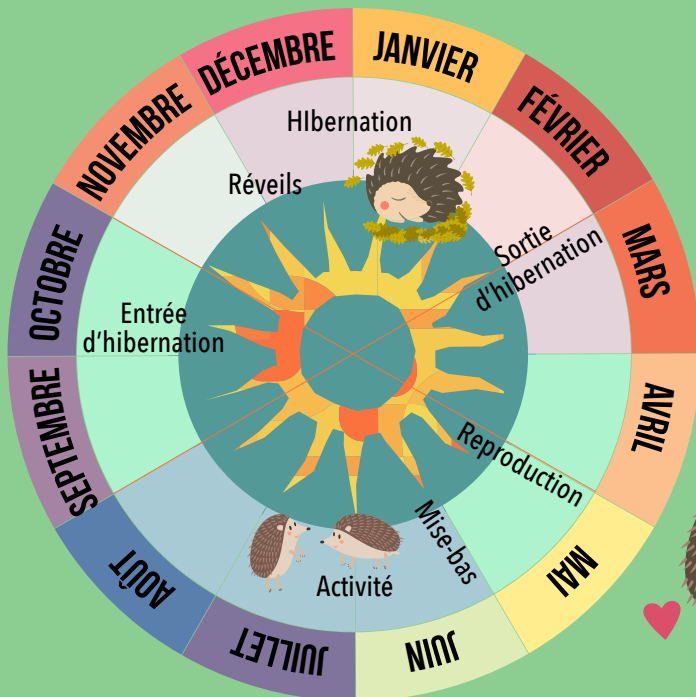 JANVIER
FÉVRIER
MARS
AVRIL
MAI
JUIN
JUILLET
AOÛT
SEPTEMBRE
OCTOBRE
NOVEMBRE
DÉCEMBRE
HIbernation
Réveils
Sortie
d'hibernation
Entrée
d'hibernation
Reproduction
Mise-bas
Activité